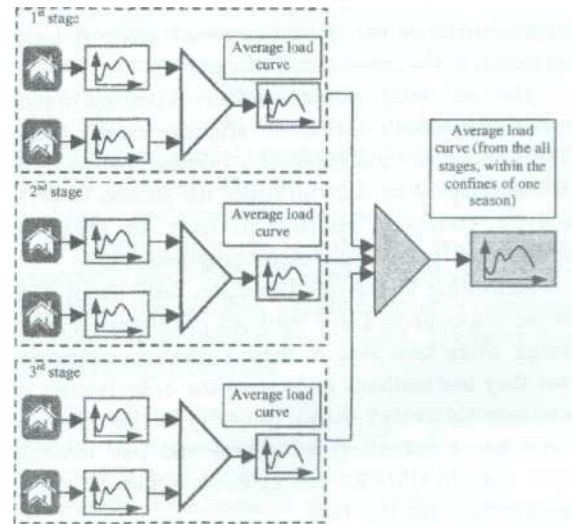 1st stage
Average load
curve
Average load
curve (from the all
stages, within the
confines of one
season)
2nd stage
Average load
curve
3rd stage
Average load
curve